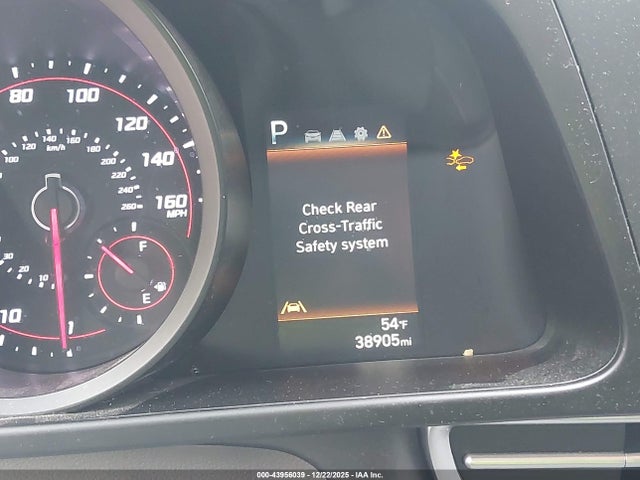 80 100 120 140 160 MPH
100 120 140 160 180 200 220 240 260 km/h
30 20 10
10
F
E
P
Check Rear
Cross-Traffic
Safety system
54°F
38905mi
000-43956039 - 12/22/2025 - IAA Inc.